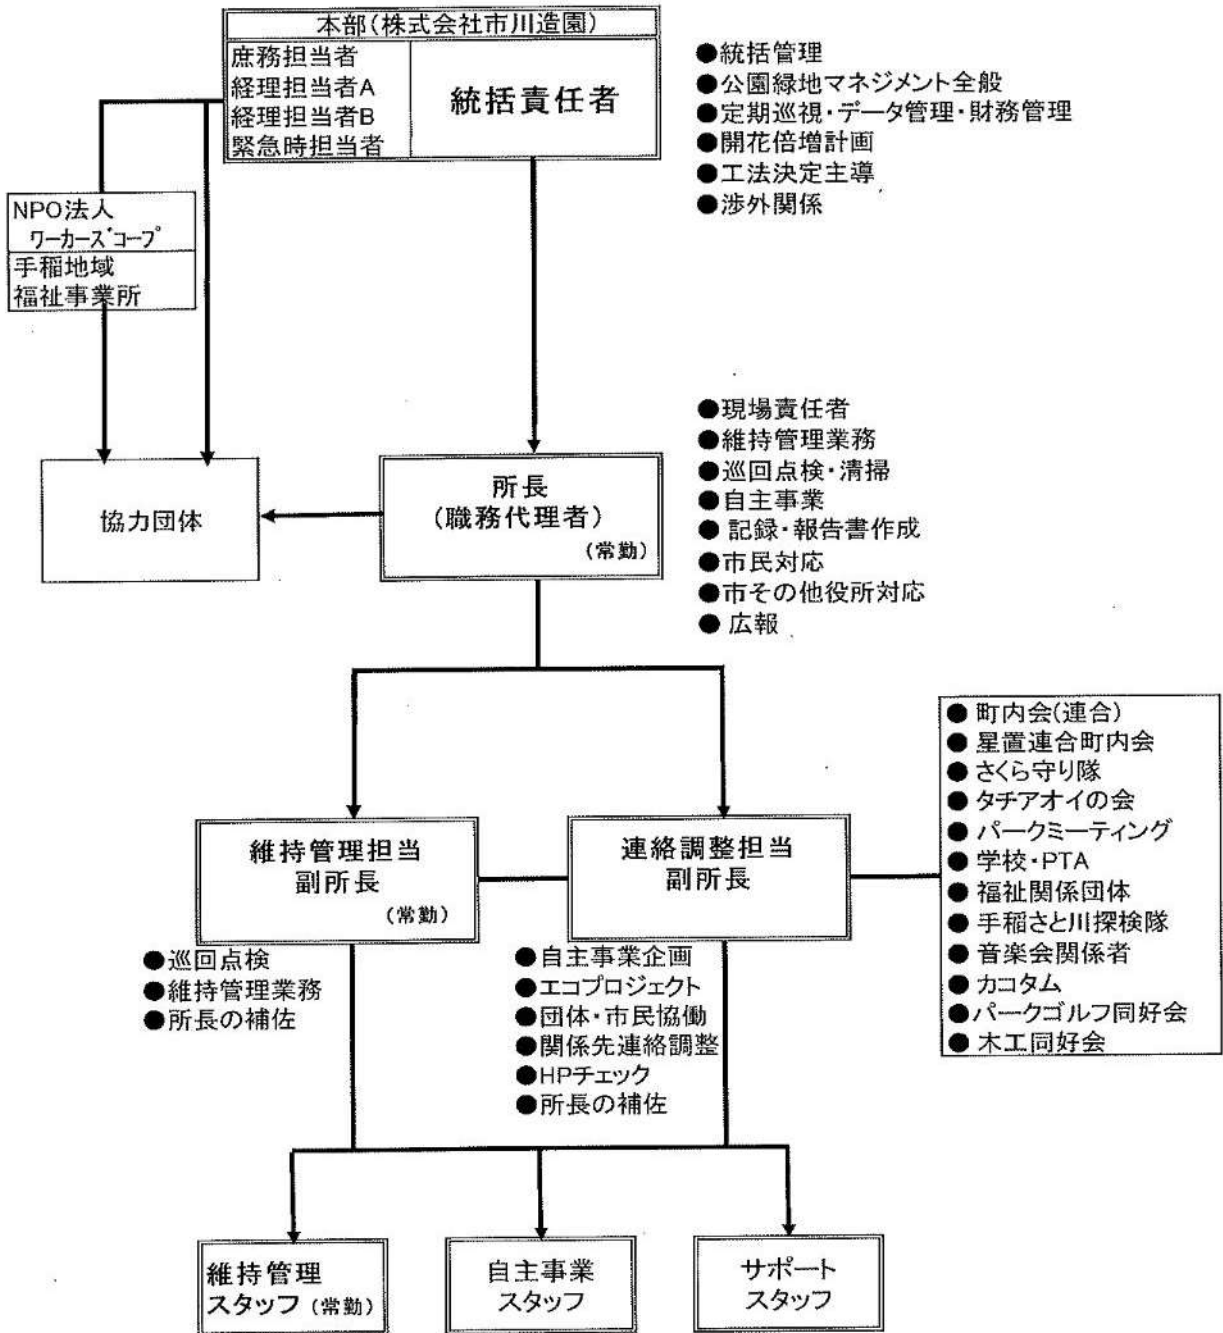 本部(株式会社市川造園)
庶務担当者
経理担当者A
経理担当者B
緊急時担当者
統括責任者
●統括管理
●公園緑地マネジメント全般
●定期巡視・データ管理・財務管理
●開花倍増計画
●工法決定主導
●渉外関係
NPO法人
ワーカーズコープ
手稲地域
福祉事業所
協力団体
所長
(職務代理者)
(常勤)
●現場責任者
●維持管理業務
●巡回点検・清掃
●自主事業
●記録・報告書作成
●市民対応
●市その他役所対応
●広報
維持管理担当
副所長
(常勤)
●巡回点検
●維持管理業務
●所長の補佐
連絡調整担当
副所長
●自主事業企画
●エコプロジェクト
●団体・市民協働
●関係先連絡調整
●HPチェック
●所長の補佐
●町内会(連合)
●星置連合町内会
●さくら守り隊
●タチアオイの会
●パークミーティング
●学校・PTA
●福祉関係団体
●手稲さと川探検隊
●音楽会関係者
●カコタム
●パークゴルフ同好会
●木工同好会
維持管理
スタッフ(常勤)
自主事業
スタッフ
サポート
スタッフ